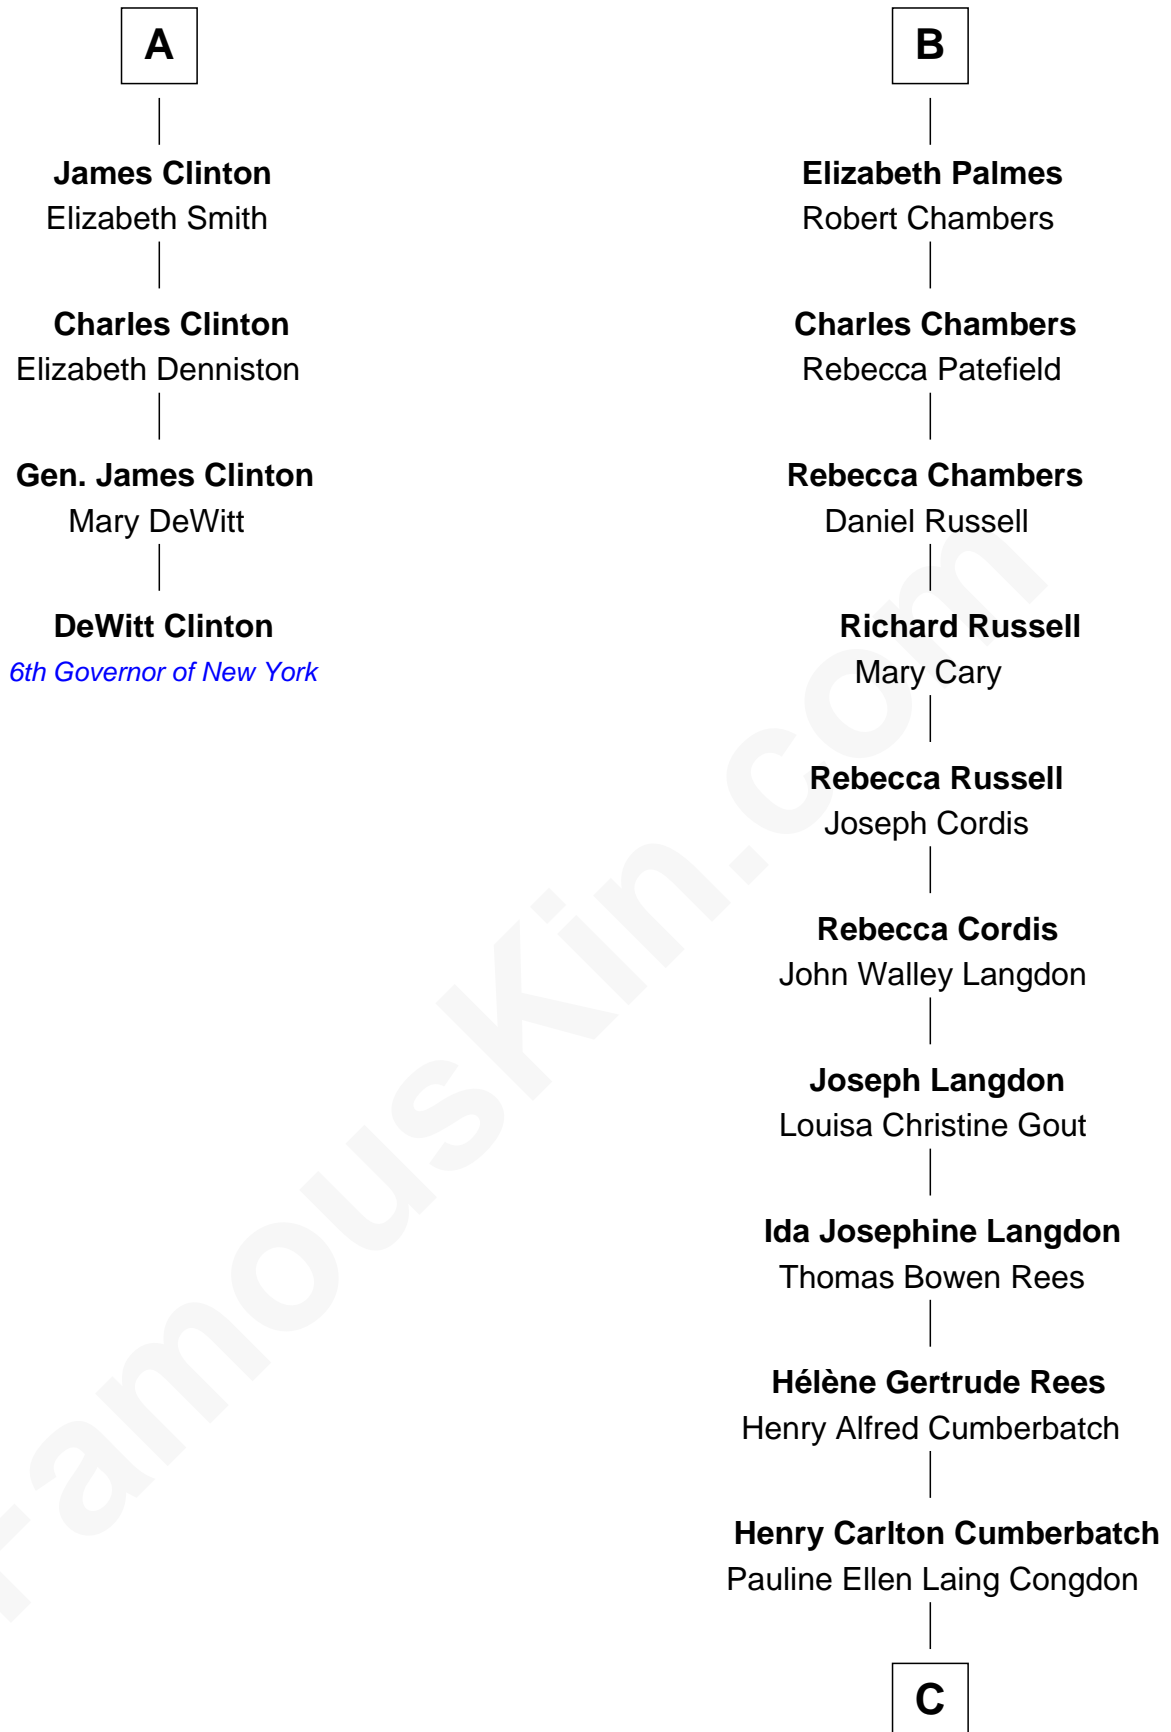 A
James Clinton
Elizabeth Smith
Charles Clinton
Elizabeth Denniston
Gen. James Clinton
Mary DeWitt
DeWitt Clinton
6th Governor of New York
B
Elizabeth Palmes
Robert Chambers
Charles Chambers
Rebecca Patefield
Rebecca Chambers
Daniel Russell
Richard Russell
Mary Cary
Rebecca Russell
Joseph Cordis
Rebecca Cordis
John Walley Langdon
Joseph Langdon
Louisa Christine Gout
Ida Josephine Langdon
Thomas Bowen Rees
Hélène Gertrude Rees
Henry Alfred Cumberbatch
Henry Carlton Cumberbatch
Pauline Ellen Laing Congdon
C
FamousKin.com